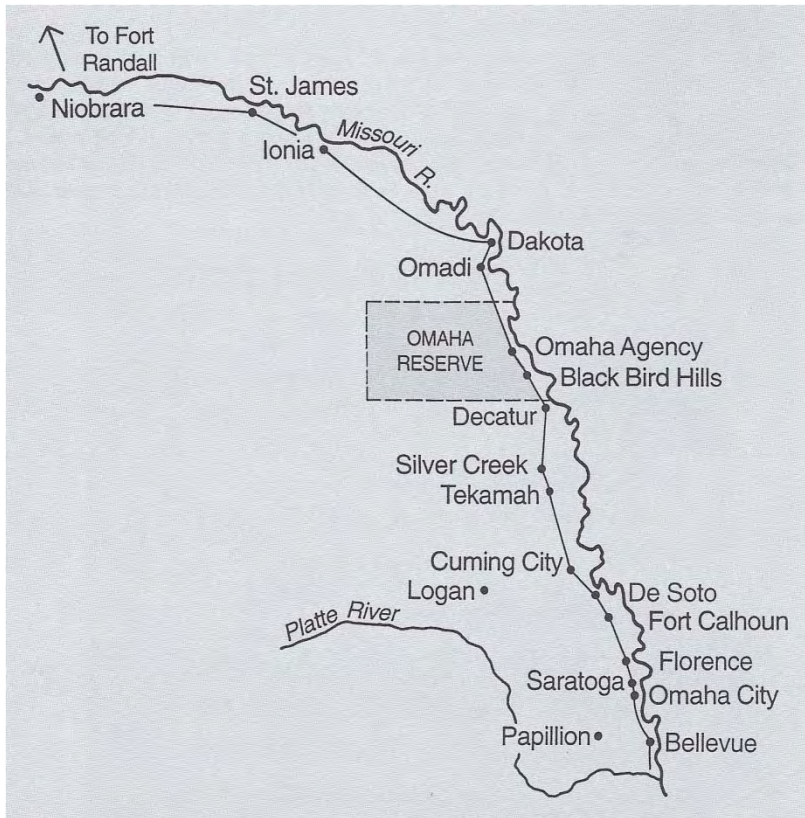 To Fort
Randall
St. James
Niobrara
Missouri R.
Ionia
Dakota
Omadi
OMAHA
RESERVE
Omaha Agency
Black Bird Hills
Decatur
Silver Creek
Tekamah
Cuming City
Logan
De Soto
Fort Calhoun
Platte River
Florence
Saratoga
Omaha City
Papillion
Bellevue